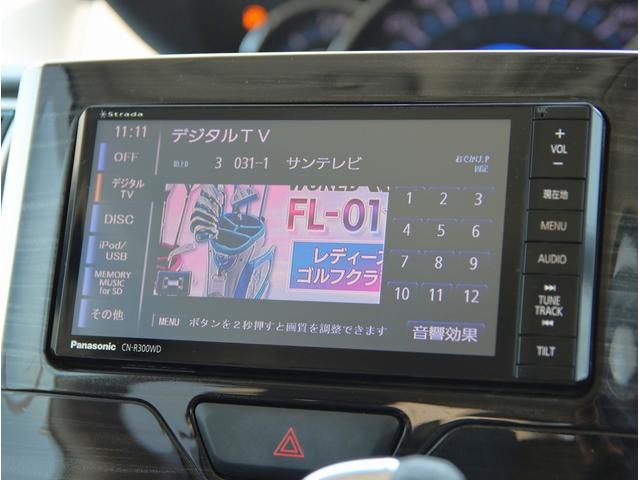 Strada
11:11 デジタルTV
OFF
3 031-1 サンテレビ
おでかけ.P
デジタル
TV
FL-01
レディース
ゴルフクラ
1 2 3
4 5 6
7 8 9
10 11 12
DISC
iPod/
USB
MEMORY
MUSIC
for SD
その他
MENU ボタンを2秒押すと画質を調整できます
音響効果
Panasonic CN-R300WD
MIC
+
VOL
-
現在地
MENU
AUDIO
TUNE
TRACK
TILT